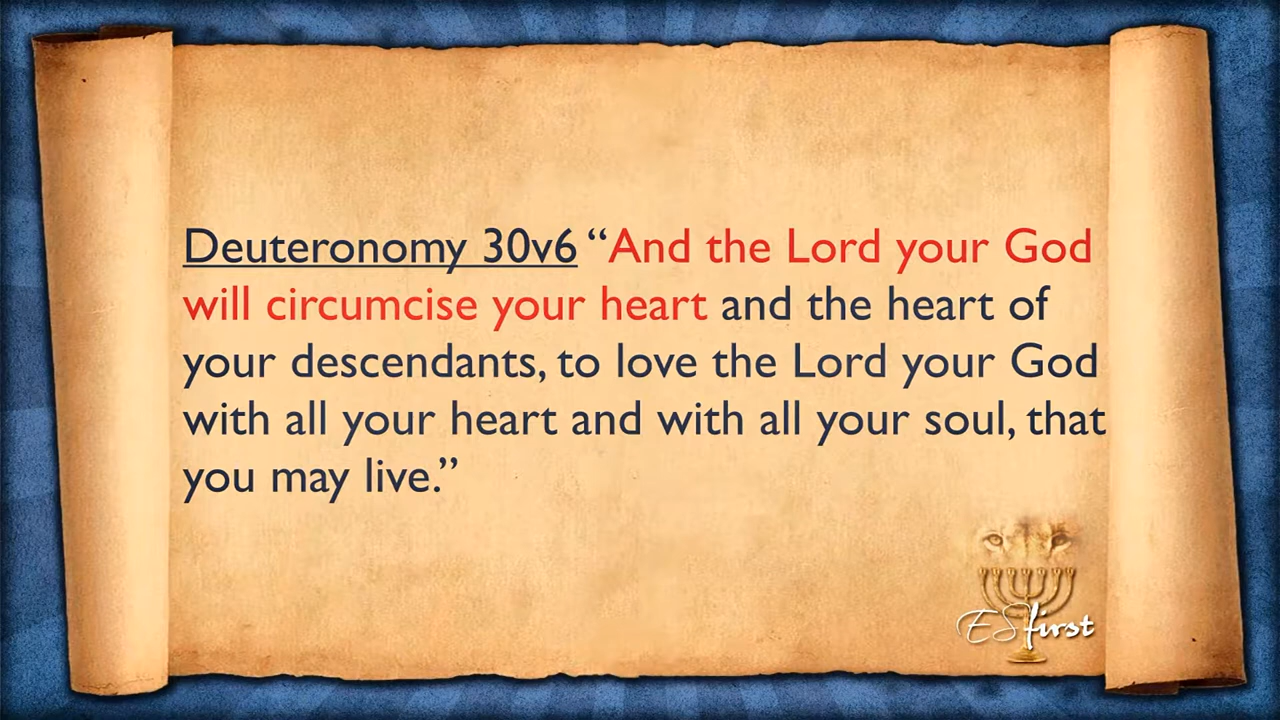 Deuteronomy 30v6 “And the Lord your God
will circumcise your heart and the heart of
your descendants, to love the Lord your God
with all your heart and with all your soul, that
you may live.”
ESfirst